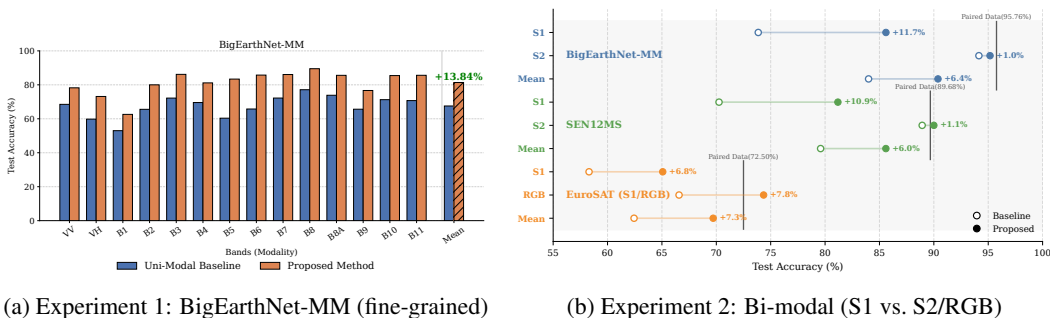 BigEarthNet-MM
+13.84%
100
80
60
40
20
0
Test Accuracy (%)
VV VH B1 B2 B3 B4 B5 B6 B7 B8 B8A B9 B10 B11 Mean
Bands (Modality)
Uni-Modal Baseline Proposed Method
(a) Experiment 1: BigEarthNet-MM (fine-grained)
Paired Data(95.76%)
S1 +11.7%
S2 BigEarthNet-MM +1.0%
Mean +6.4%
Paired Data(89.68%)
S1 +10.9%
S2 SEN12MS +1.1%
Mean +6.0%
Paired Data(72.50%)
S1 +6.8%
RGB EuroSAT (S1/RGB) +7.8%
Mean +7.3%
Baseline
Proposed
55 60 65 70 75 80 85 90 95 100
Test Accuracy (%)
(b) Experiment 2: Bi-modal (S1 vs. S2/RGB)